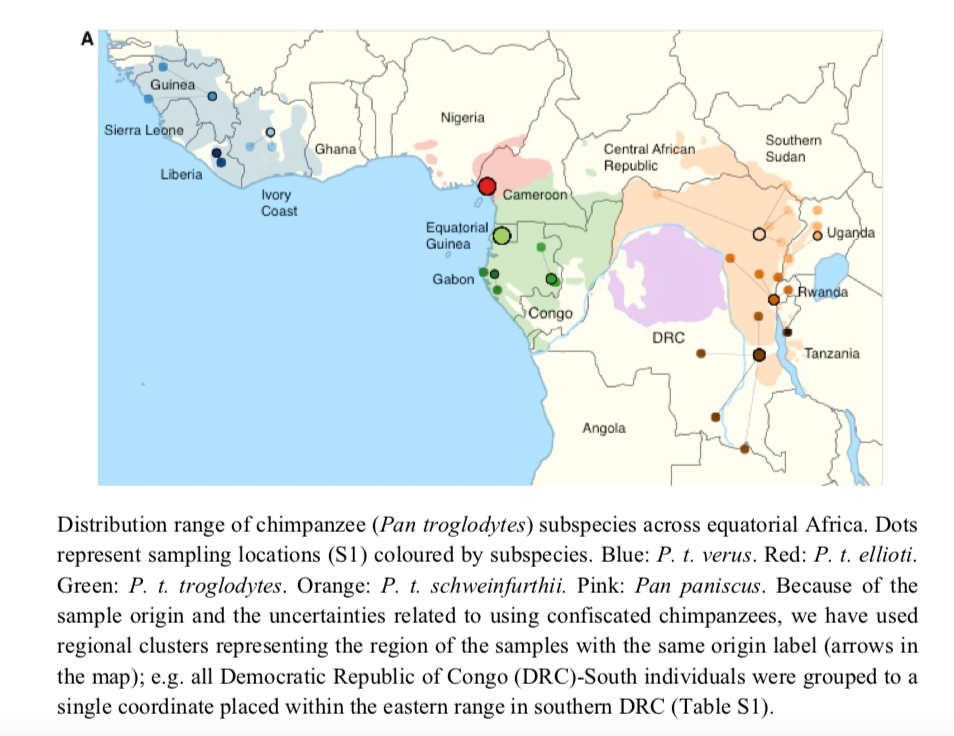 A
Guinea
Nigeria
Sierra Leone
Ghana
Central African
Republic
Southern
Sudan
Liberia
Ivory
Coast
Cameroon
Equatorial
Guinea
Uganda
Gabon
Rwanda
Congo
DRC
Tanzania
Angola
Distribution range of chimpanzee (Pan troglodytes) subspecies across equatorial Africa. Dots
represent sampling locations (S1) coloured by subspecies. Blue: P. t. verus. Red: P. t. ellioti.
Green: P. t. troglodytes. Orange: P. t. schweinfurthii. Pink: Pan paniscus. Because of the
sample origin and the uncertainties related to using confiscated chimpanzees, we have used
regional clusters representing the region of the samples with the same origin label (arrows in
the map); e.g. all Democratic Republic of Congo (DRC)-South individuals were grouped to a
single coordinate placed within the eastern range in southern DRC (Table S1).